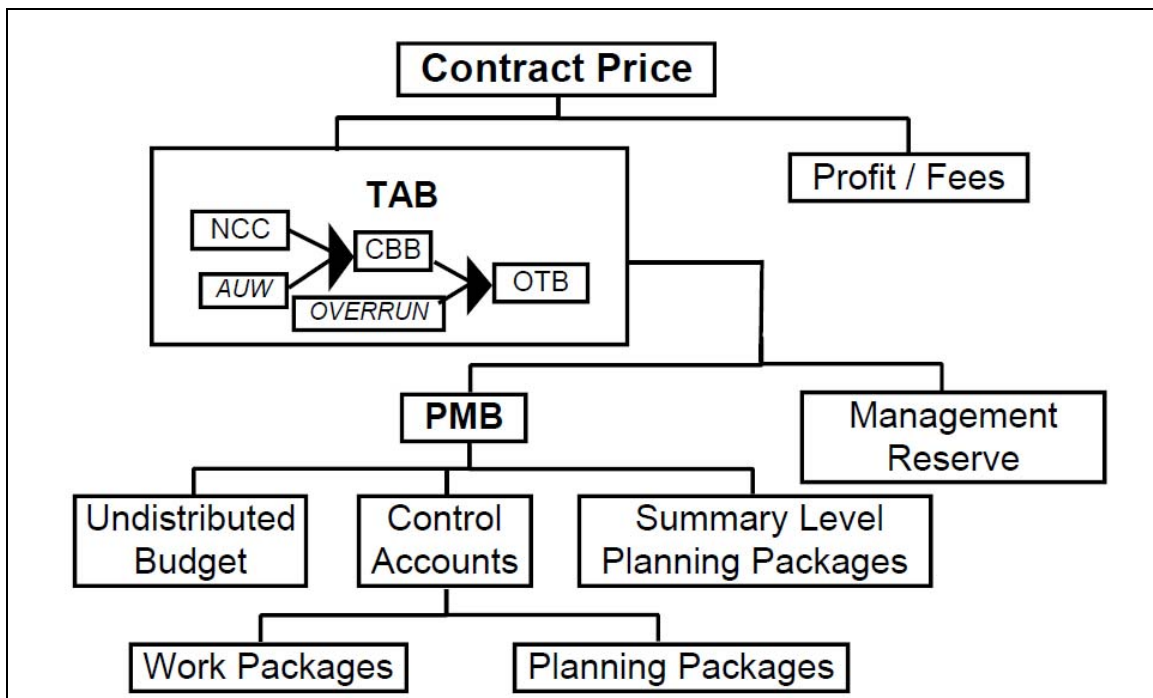 Contract Price
Profit / Fees
TAB
NCC
CBB
AUW
OTB
OVERRUN
PMB
Management
Reserve
Undistributed
Budget
Control
Accounts
Summary Level
Planning Packages
Work Packages
Planning Packages